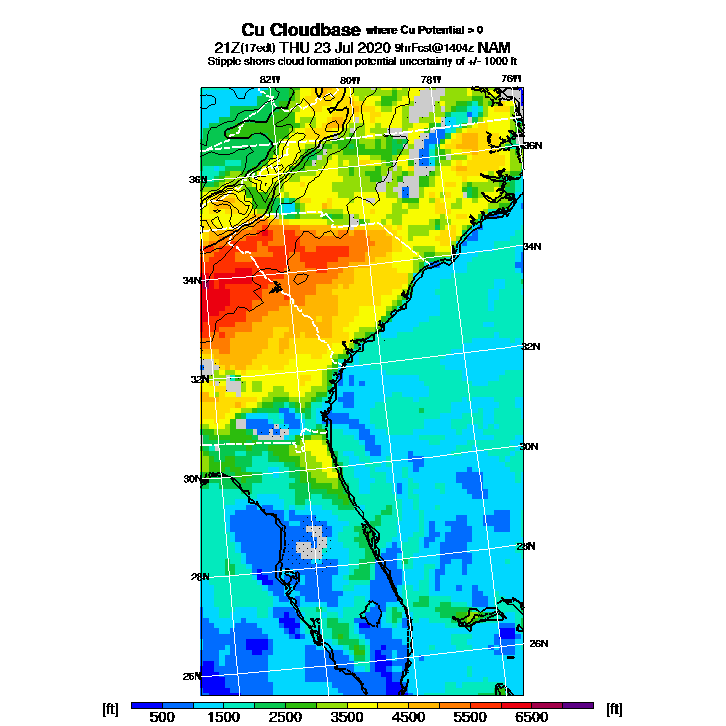 Cu Cloudbase where Cu Potential > 0
21Z(17edt) THU 23 Jul 2020 9hrFcst@1404z NAM
Stipple shows cloud formation potential uncertainty of +/- 1000 ft
82W 80W 78W 76W
36N
36N
34N
34N
32N
32N
30N
30N
28N
28N
26N
26N
[ft] 500 1500 2500 3500 4500 5500 6500 [ft]